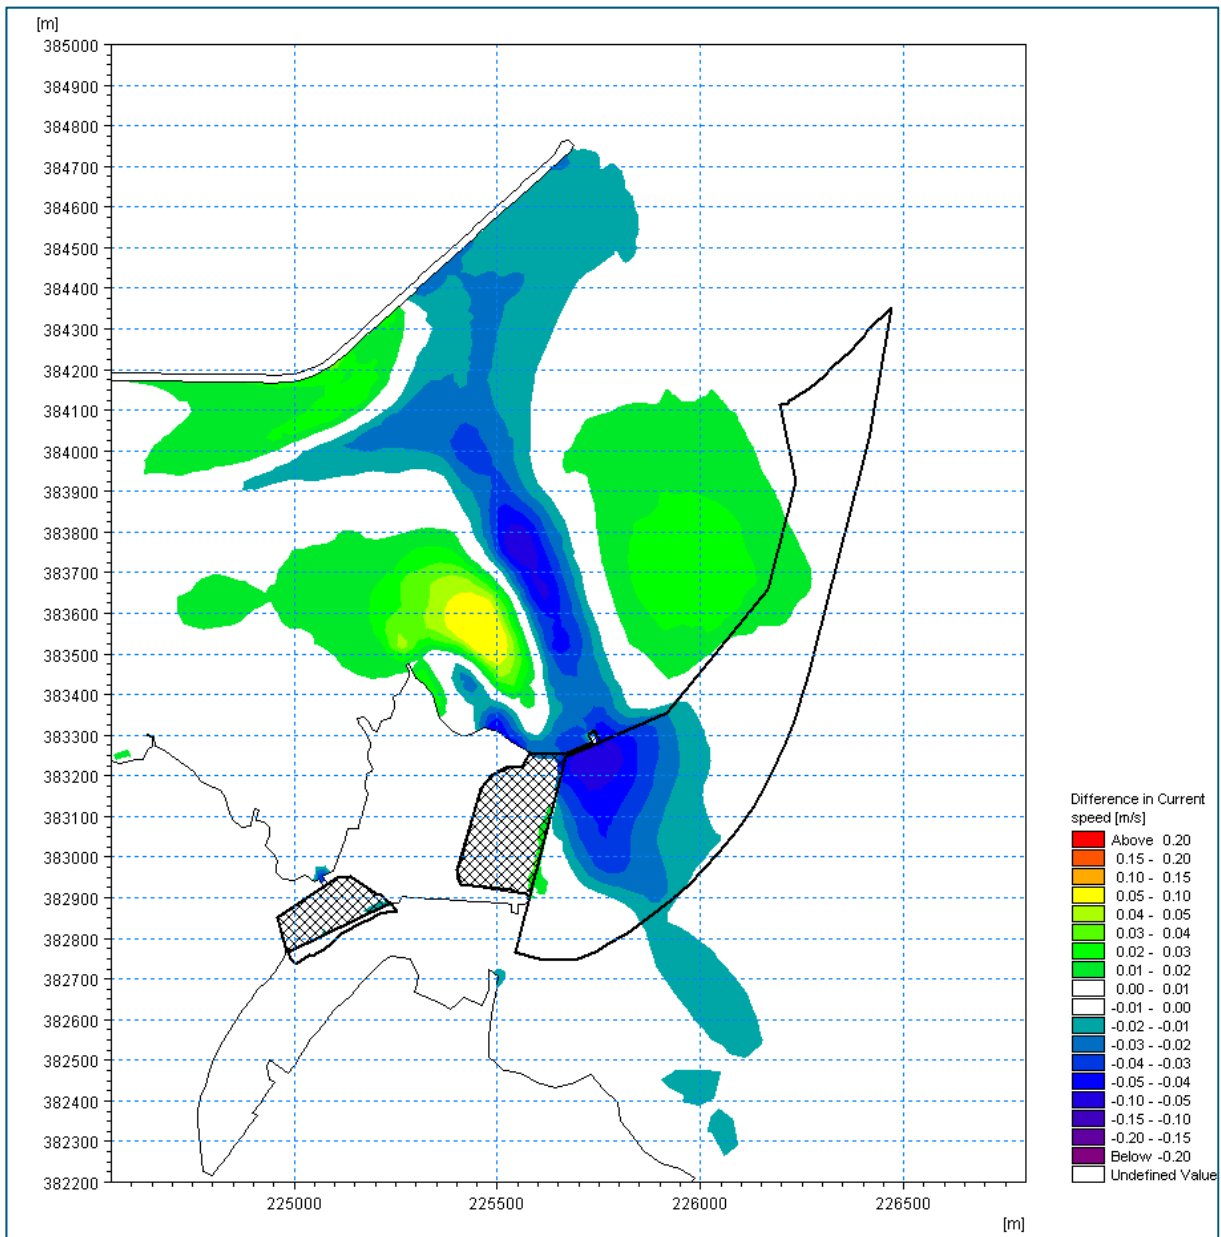 [m]
385000
384900
384800
384700
384600
384500
384400
384300
384200
384100
384000
383900
383800
383700
383600
383500
383400
383300
383200
383100
383000
382900
382800
382700
382600
382500
382400
382300
382200
225000 225500 226000 226500
[m]
Difference in Current
speed [m/s]
Above 0.20
0.15 - 0.20
0.10 - 0.15
0.05 - 0.10
0.04 - 0.05
0.03 - 0.04
0.02 - 0.03
0.01 - 0.02
0.00 - 0.01
-0.01 - 0.00
-0.02 - -0.01
-0.03 - -0.02
-0.04 - -0.03
-0.05 - -0.04
-0.10 - -0.05
-0.15 - -0.10
-0.20 - -0.15
Below -0.20
Undefined Value